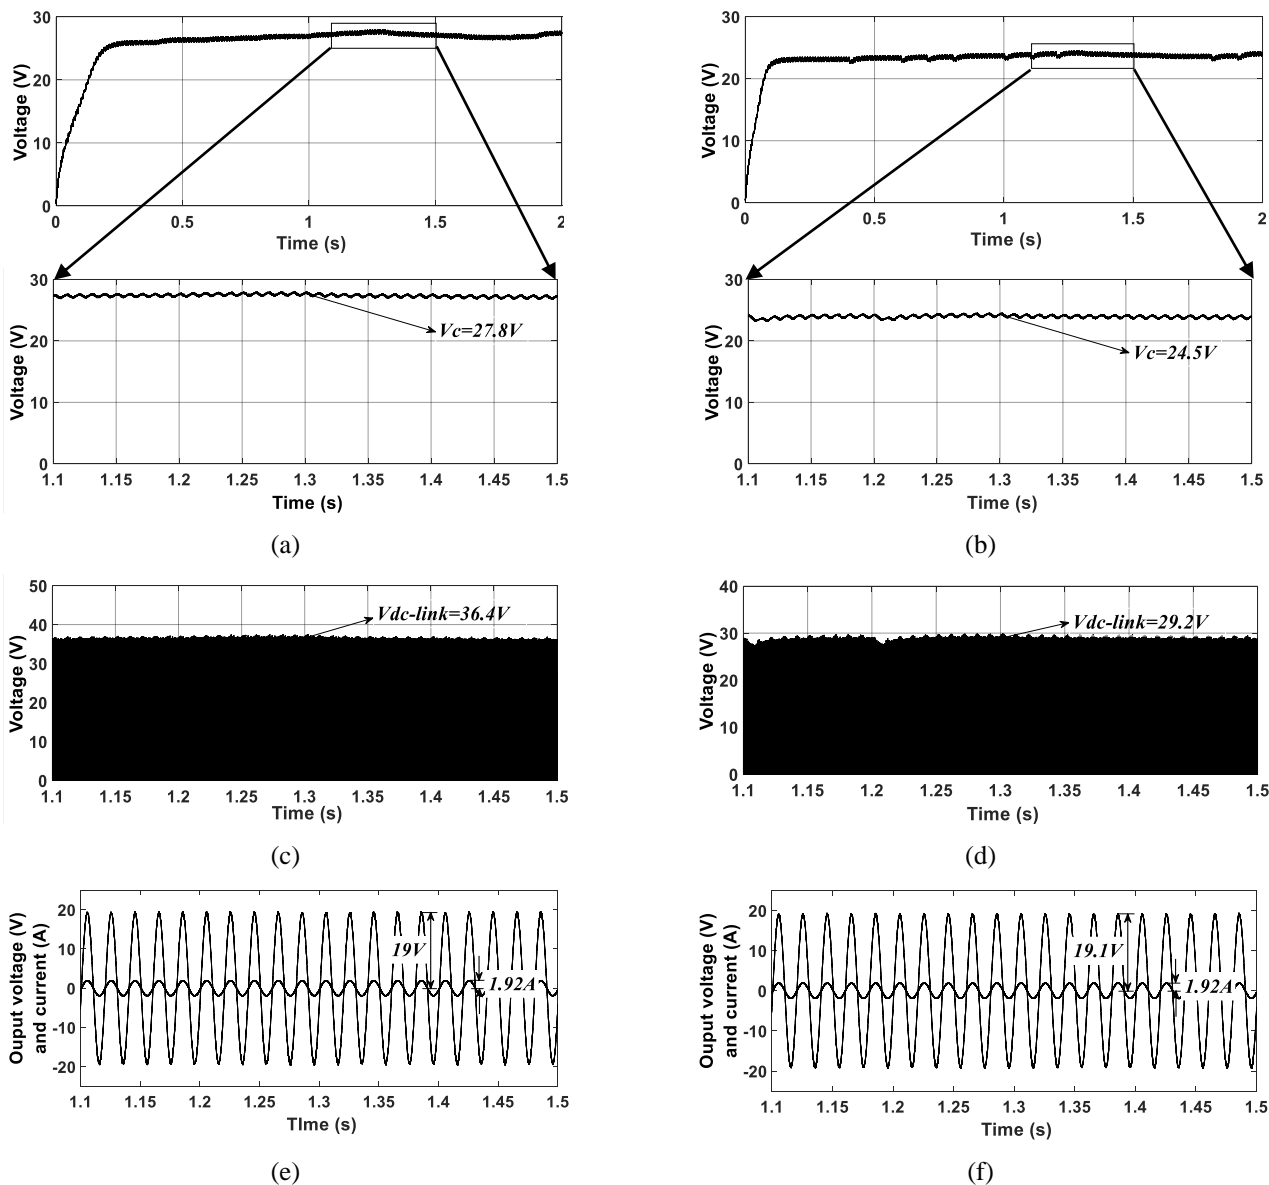 30
20
10
0
Voltage (V)
0 0.5 1 1.5 2
Time (s)
30
20
10
0
Voltage (V)
0 0.5 1 1.5 2
Time (s)
30
20
10
0
Voltage (V)
Vc=27.8V
1.1 1.15 1.2 1.25 1.3 1.35 1.4 1.45 1.5
Time (s)
(a)
30
20
10
0
Voltage (V)
Vc=24.5V
1.1 1.15 1.2 1.25 1.3 1.35 1.4 1.45 1.5
Time (s)
(b)
50
40
30
20
10
0
Voltage (V)
Vdc-link=36.4V
1.1 1.15 1.2 1.25 1.3 1.35 1.4 1.45 1.5
Time (s)
(c)
40
30
20
10
0
Voltage (V)
Vdc-link=29.2V
1.1 1.15 1.2 1.25 1.3 1.35 1.4 1.45 1.5
Time (s)
(d)
20
10
0
-10
-20
Ouput voltage (V)
and current (A)
19V
1.92A
1.1 1.15 1.2 1.25 1.3 1.35 1.4 1.45 1.5
TIme (s)
(e)
20
10
0
-10
-20
Ouput voltage (V)
and current (A)
19.1V
1.92A
1.1 1.15 1.2 1.25 1.3 1.35 1.4 1.45 1.5
Time (s)
(f)